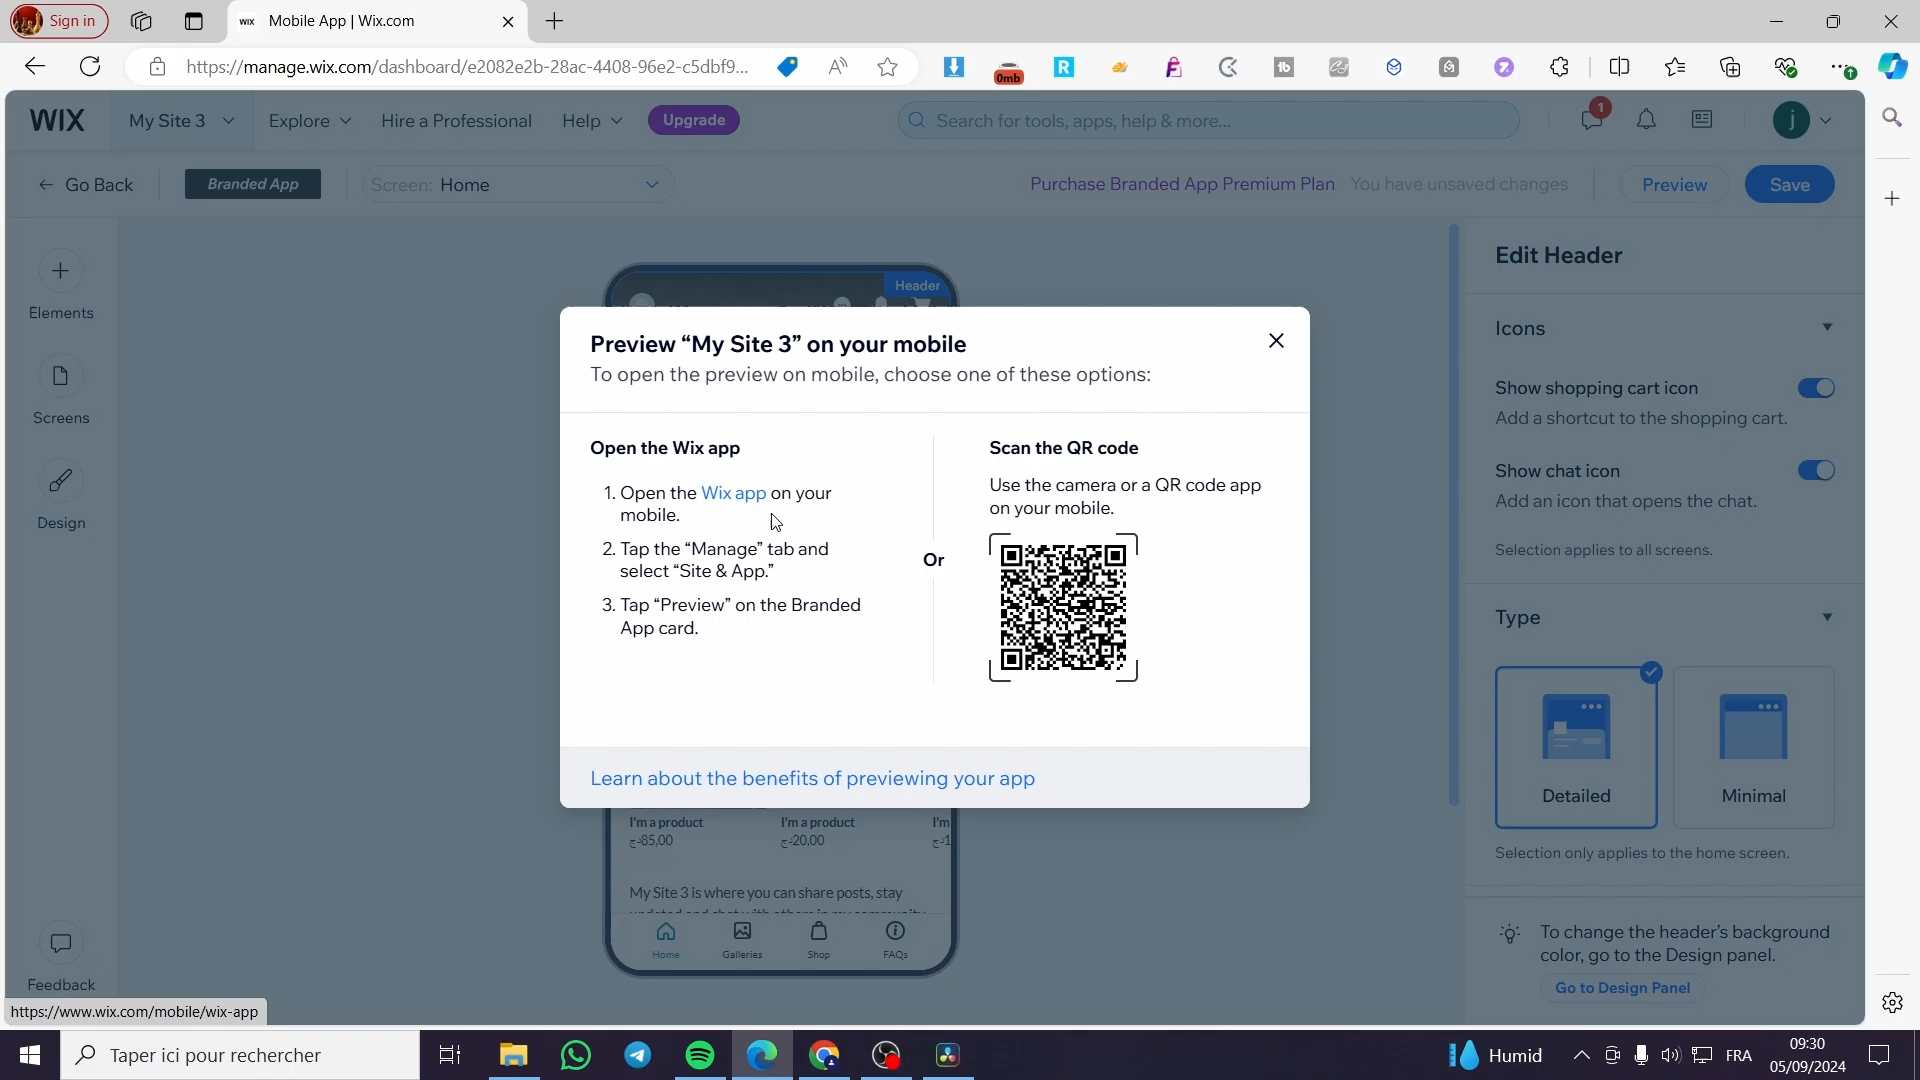 Sign in
WIX Mobile App | Wix.com
https://manage.wix.com/dashboard/e2082e2b-28ac-4408-96e2-c5dbf9...
0mb
WIX My Site 3 Explore Hire a Professional Help Upgrade Search for tools, apps, help & more... 1 j
Go Back Branded App Screen: Home Purchase Branded App Premium Plan You have unsaved changes Preview Save
Elements
Screens
Design
Feedback
Header
Preview “My Site 3” on your mobile
To open the preview on mobile, choose one of these options:
Open the Wix app
1. Open the Wix app on your
mobile.
2. Tap the “Manage” tab and
select “Site & App.”
3. Tap “Preview” on the Branded
App card.
Or
Scan the QR code
Use the camera or a QR code app
on your mobile.
Learn about the benefits of previewing your app
I'm a product I'm a product I'm
د.ج85,00 د.ج20,00
My Site 3 is where you can share posts, stay
Home Galleries Shop FAQs
Edit Header
Icons
Show shopping cart icon
Add a shortcut to the shopping cart.
Show chat icon
Add an icon that opens the chat.
Selection applies to all screens.
Type
Detailed Minimal
Selection only applies to the home screen.
To change the header's background
color, go to the Design panel.
Go to Design Panel
https://www.wix.com/mobile/wix-app
Taper ici pour rechercher
Humid FRA
09:30
05/09/2024